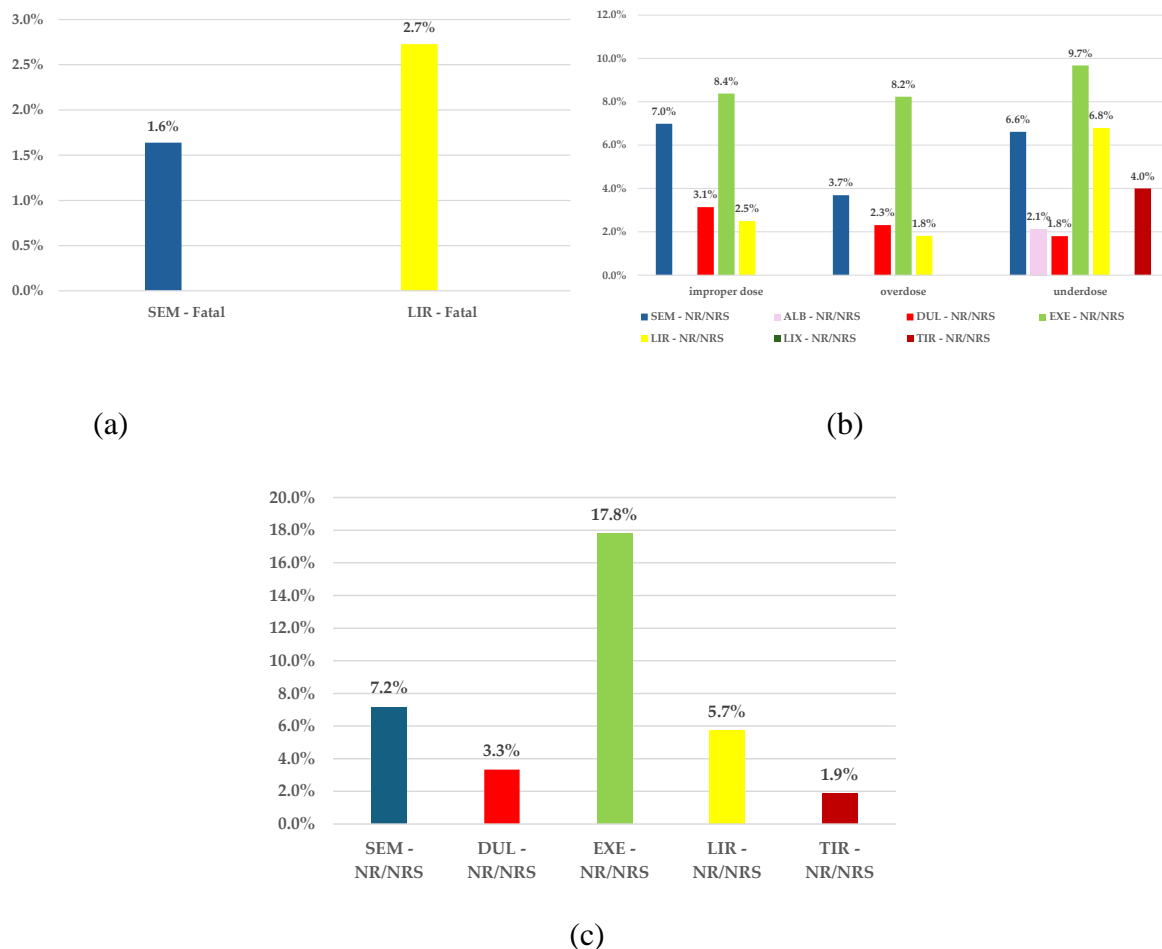 3.0%
2.5%
2.0%
1.5%
1.0%
0.5%
0.0%
1.6%
2.7%
SEM - Fatal
LIR - Fatal
(a)
12.0%
10.0%
8.0%
6.0%
4.0%
2.0%
0.0%
7.0%
3.1%
8.4%
2.5%
3.7%
2.3%
8.2%
1.8%
6.6%
2.1%
1.8%
9.7%
6.8%
4.0%
improper dose
overdose
underdose
SEM - NR/NRS
ALB - NR/NRS
DUL - NR/NRS
EXE - NR/NRS
LIR - NR/NRS
LIX - NR/NRS
TIR - NR/NRS
(b)
20.0%
18.0%
16.0%
14.0%
12.0%
10.0%
8.0%
6.0%
4.0%
2.0%
0.0%
7.2%
3.3%
17.8%
5.7%
1.9%
SEM -
NR/NRS
DUL -
NR/NRS
EXE -
NR/NRS
LIR -
NR/NRS
TIR -
NR/NRS
(c)